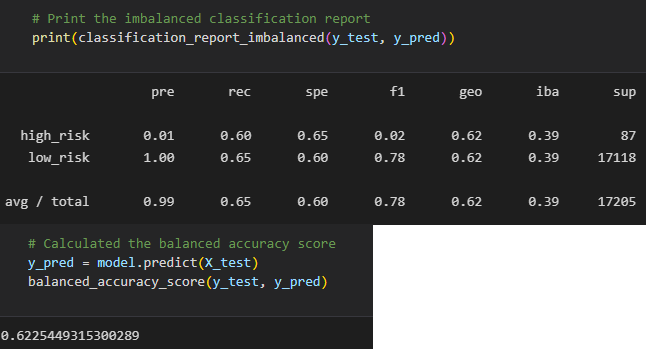 # Print the imbalanced classification report
print(classification_report_imbalanced(y_test, y_pred))
pre rec spe f1 geo iba sup
high_risk 0.01 0.60 0.65 0.02 0.62 0.39 87
low_risk 1.00 0.65 0.60 0.78 0.62 0.39 17118
avg / total 0.99 0.65 0.60 0.78 0.62 0.39 17205
# Calculated the balanced accuracy score
y_pred = model.predict(X_test)
balanced_accuracy_score(y_test, y_pred)
0.6225449315300289